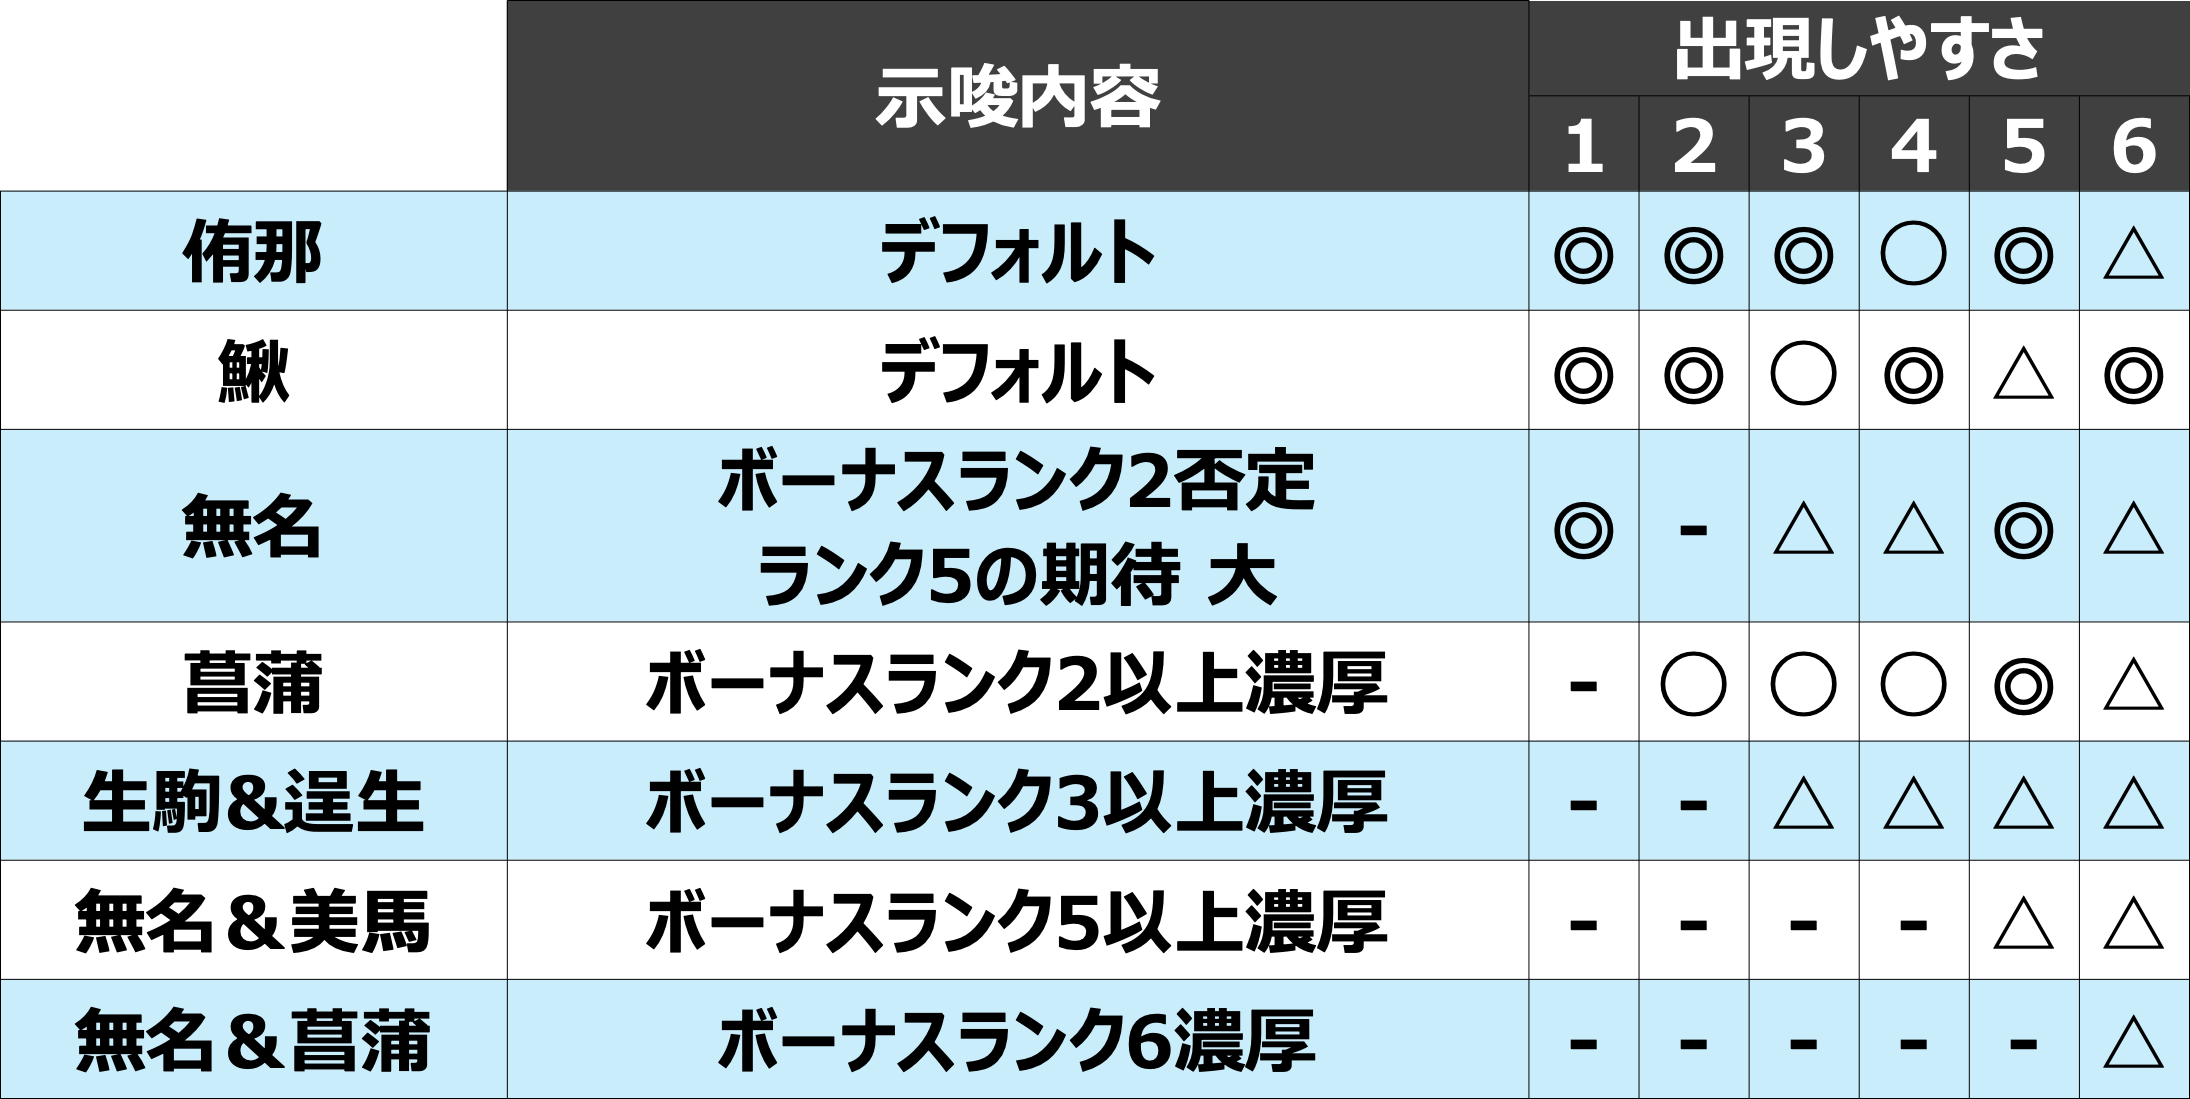 示唆内容 出現しやすさ
1 2 3 4 5 6
侑那 デフォルト ◎ ◎ ◎ ○ ◎ △
鰍 デフォルト ◎ ◎ ○ ◎ △ ◎
無名 ボーナスランク2否定
ランク5の期待 大 ◎ - △ △ ◎ △
菖蒲 ボーナスランク2以上濃厚 - ○ ○ ○ ◎ △
生駒&逞生 ボーナスランク3以上濃厚 - - △ △ △ △
無名&美馬 ボーナスランク5以上濃厚 - - - - △ △
無名&菖蒲 ボーナスランク6濃厚 - - - - - △